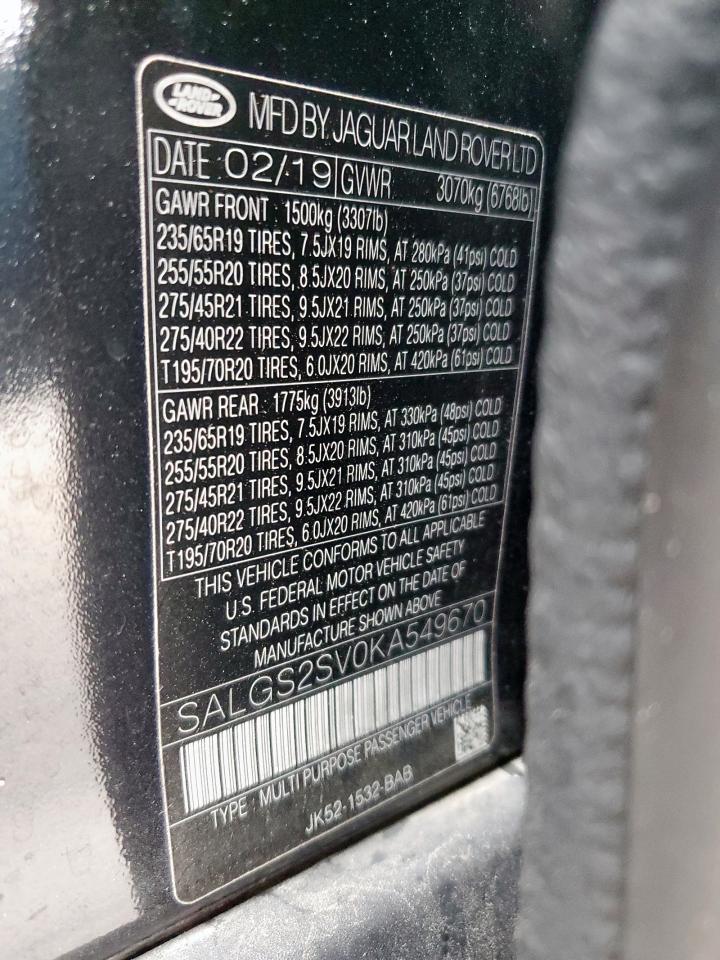 LAND ROVER
MFD BY JAGUAR LAND ROVER LTD
DATE 02/19 GVWR 3070kg (6768lb)
GAWR FRONT 1500kg (3307lb)
235/65R19 TIRES, 7.5JX19 RIMS, AT 280kPa (41psi) COLD
255/55R20 TIRES, 8.5JX20 RIMS, AT 250kPa (37psi) COLD
275/45R21 TIRES, 9.5JX21 RIMS, AT 250kPa (37psi) COLD
275/40R22 TIRES, 9.5JX22 RIMS, AT 250kPa (37psi) COLD
T195/70R20 TIRES, 6.0JX20 RIMS, AT 420kPa (61psi) COLD
GAWR REAR 1775kg (3913lb)
235/65R19 TIRES, 7.5JX19 RIMS, AT 330kPa (48psi) COLD
255/55R20 TIRES, 8.5JX20 RIMS, AT 310kPa (45psi) COLD
275/45R21 TIRES, 9.5JX21 RIMS, AT 310kPa (45psi) COLD
275/40R22 TIRES, 9.5JX22 RIMS, AT 310kPa (45psi) COLD
T195/70R20 TIRES, 6.0JX20 RIMS, AT 420kPa (61psi) COLD
THIS VEHICLE CONFORMS TO ALL APPLICABLE
U.S. FEDERAL MOTOR VEHICLE SAFETY
STANDARDS IN EFFECT ON THE DATE OF
MANUFACTURE SHOWN ABOVE
SALGS2SV0KA549670
TYPE : MULTI PURPOSE PASSENGER VEHICLE
JK52-1532-BAB